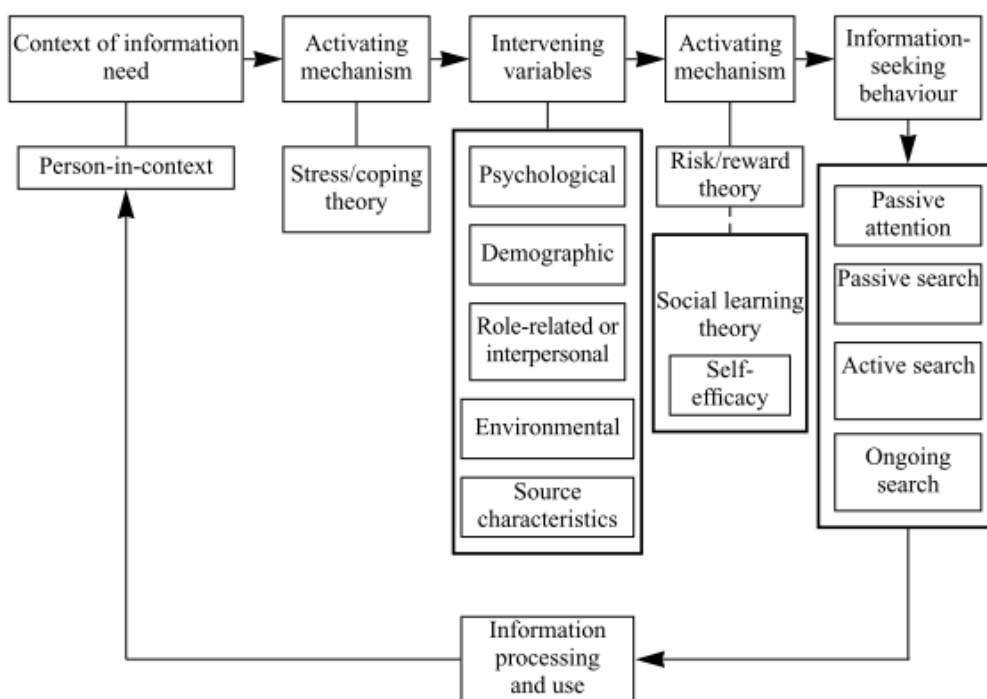 Context of information
need
Activating
mechanism
Intervening
variables
Activating
mechanism
Information-
seeking
behaviour
Person-in-context
Stress/coping
theory
Psychological
Demographic
Role-related or
interpersonal
Environmental
Source
characteristics
Risk/reward
theory
Social learning
theory
Self-
efficacy
Passive
attention
Passive search
Active search
Ongoing
search
Information
processing
and use